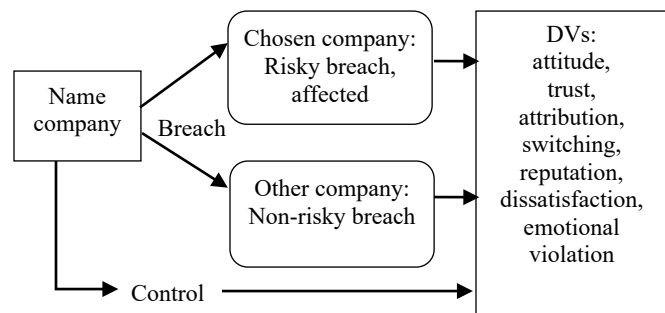 Name
company
Breach
Chosen company:
Risky breach,
affected
Other company:
Non-risky breach
Control
DVs:
attitude,
trust,
attribution,
switching,
reputation,
dissatisfaction,
emotional
violation